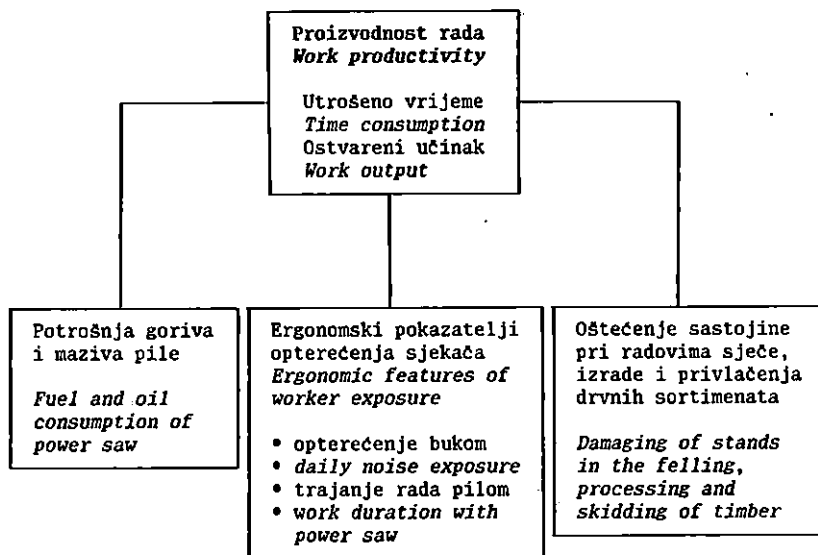 Proizvodnost rada
Work productivity
Utrošeno vrijeme
Time consumption
Ostvareni učinak
Work output
Potrošnja goriva
i maziva pile
Fuel and oil
consumption of
power saw
Ergonomski pokazatelji
opterećenja sjekača
Ergonomic features of
worker exposure
• opterećenje bukom
• daily noise exposure
• trajanje rada pilom
• work duration with
power saw
Oštećenje sastojine
pri radovima sječe,
izrade i privlačenja
drvnih sortimenata
Damaging of stands
in the felling,
processing and
skidding of timber